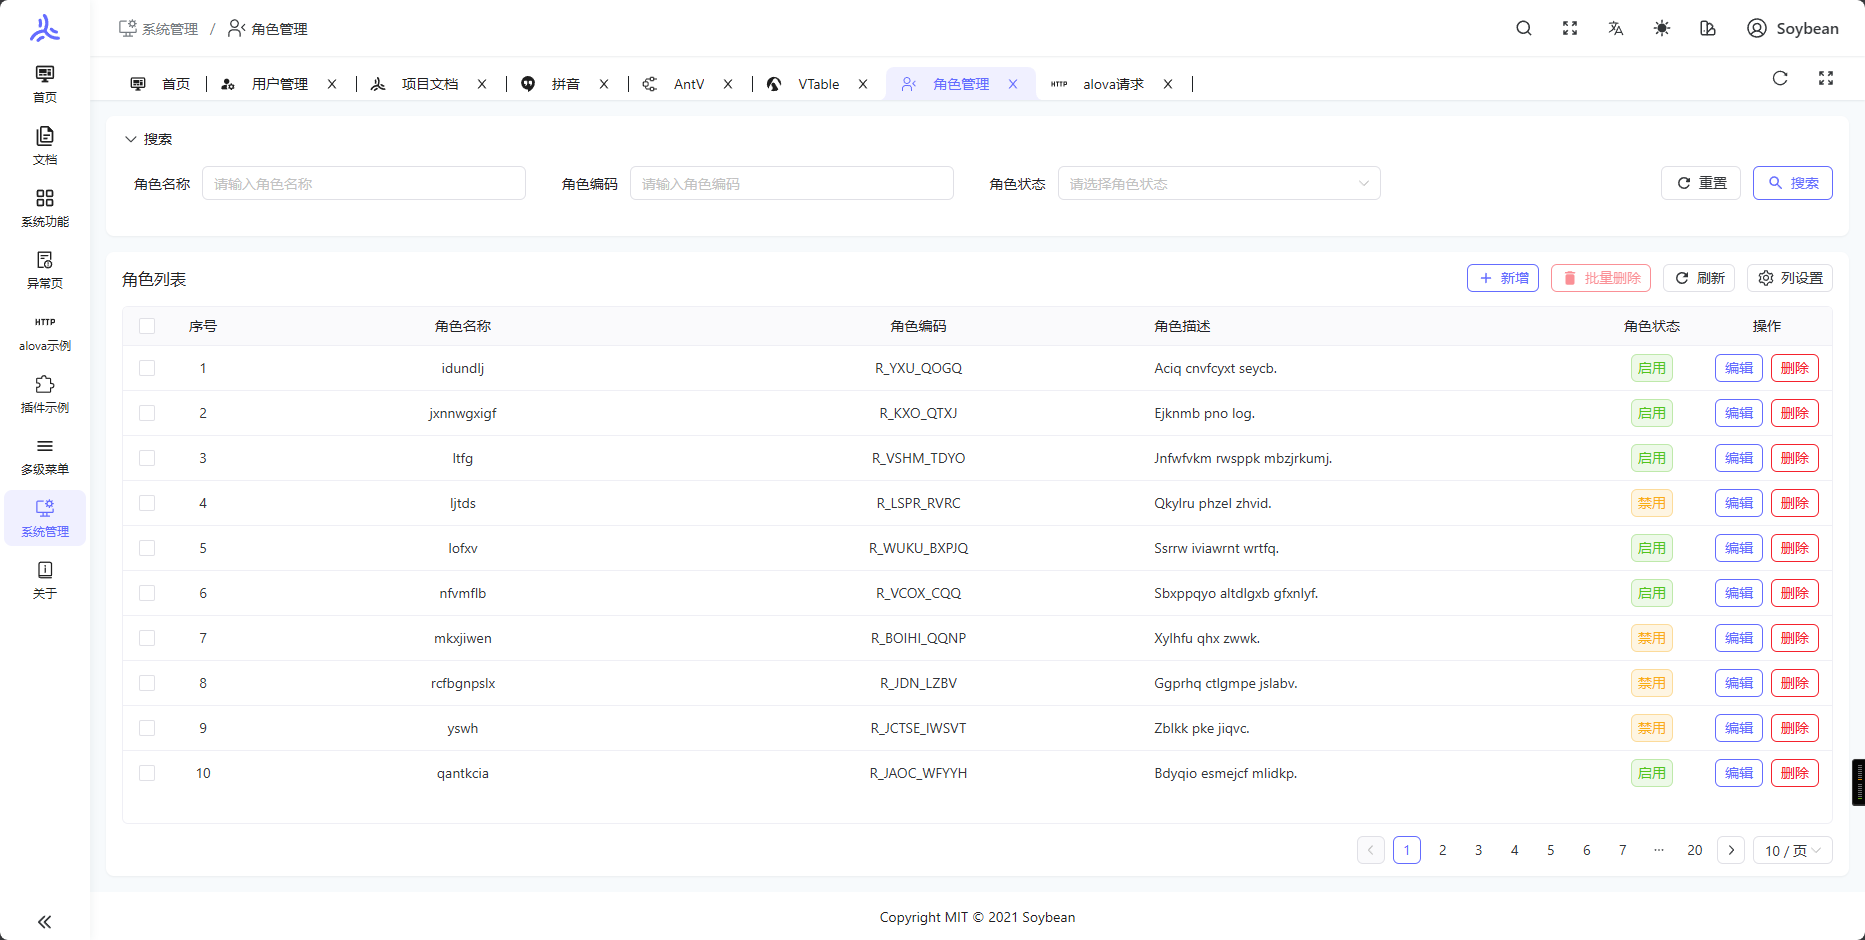 系统管理 / 角色管理
Soybean
首页 用户管理 项目文档 拼音 AntV VTable 角色管理 HTTP alova请求
首页
文档
系统功能
异常页
HTTP
alova示例
插件示例
多级菜单
系统管理
关于
搜索
角色名称 请输入角色名称 角色编码 请输入角色编码 角色状态 请选择角色状态 重置 搜索
角色列表 新增 批量删除 刷新 列设置
序号 角色名称 角色编码 角色描述 角色状态 操作
1 idundlj R_YXU_QOGQ Aciq cnvfcyxt seycb. 启用 编辑 删除
2 jxnnwgxigf R_KXO_QTXJ Ejknmb pno log. 启用 编辑 删除
3 ltfg R_VSHM_TDYO Jnfwfvkm rwsppk mbzjrkumj. 启用 编辑 删除
4 ljtds R_LSPR_RVRC Qkylru phzel zhvid. 禁用 编辑 删除
5 lofxv R_WUKU_BXPJQ Ssrrw iviawrnt wrtfq. 启用 编辑 删除
6 nfvmflb R_VCOX_CQQ Sbxppqyo altdlgxb gfxnlyf. 启用 编辑 删除
7 mkxjiwen R_BOIHI_QQNP Xylhfu qhx zwwk. 禁用 编辑 删除
8 rcfbgnpslx R_JDN_LZBV Ggprhq ctlgmpe jslabv. 禁用 编辑 删除
9 yswh R_JCTSE_IWSVT Zblkk pke jiqvc. 禁用 编辑 删除
10 qantkcia R_JAOC_WFYYH Bdyqio esmejcf mlidkp. 启用 编辑 删除
1 2 3 4 5 6 7 ··· 20 10 / 页
Copyright MIT © 2021 Soybean